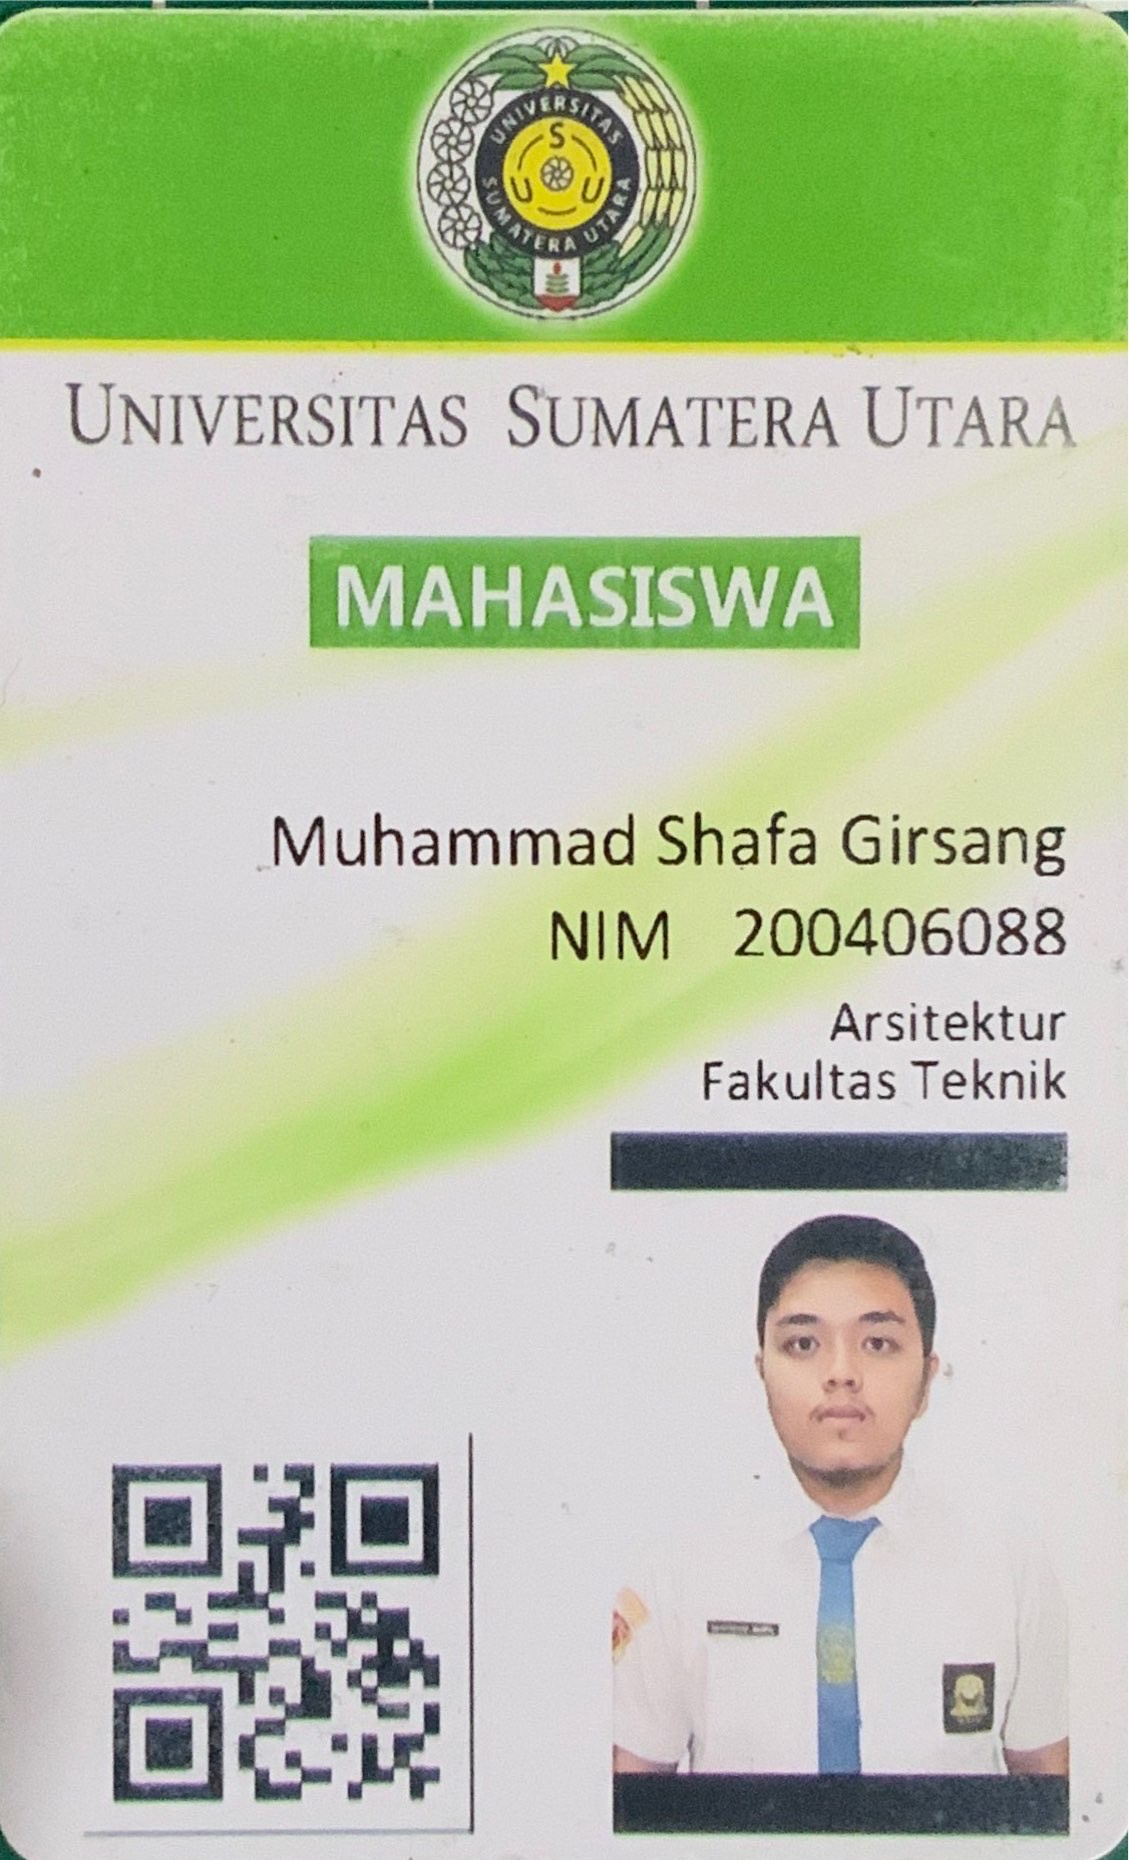 UNIVERSITAS
S
U U
SUMATERA UTARA
UNIVERSITAS SUMATERA UTARA
MAHASISWA
Muhammad Shafa Girsang
NIM 200406088
Arsitektur
Fakultas Teknik